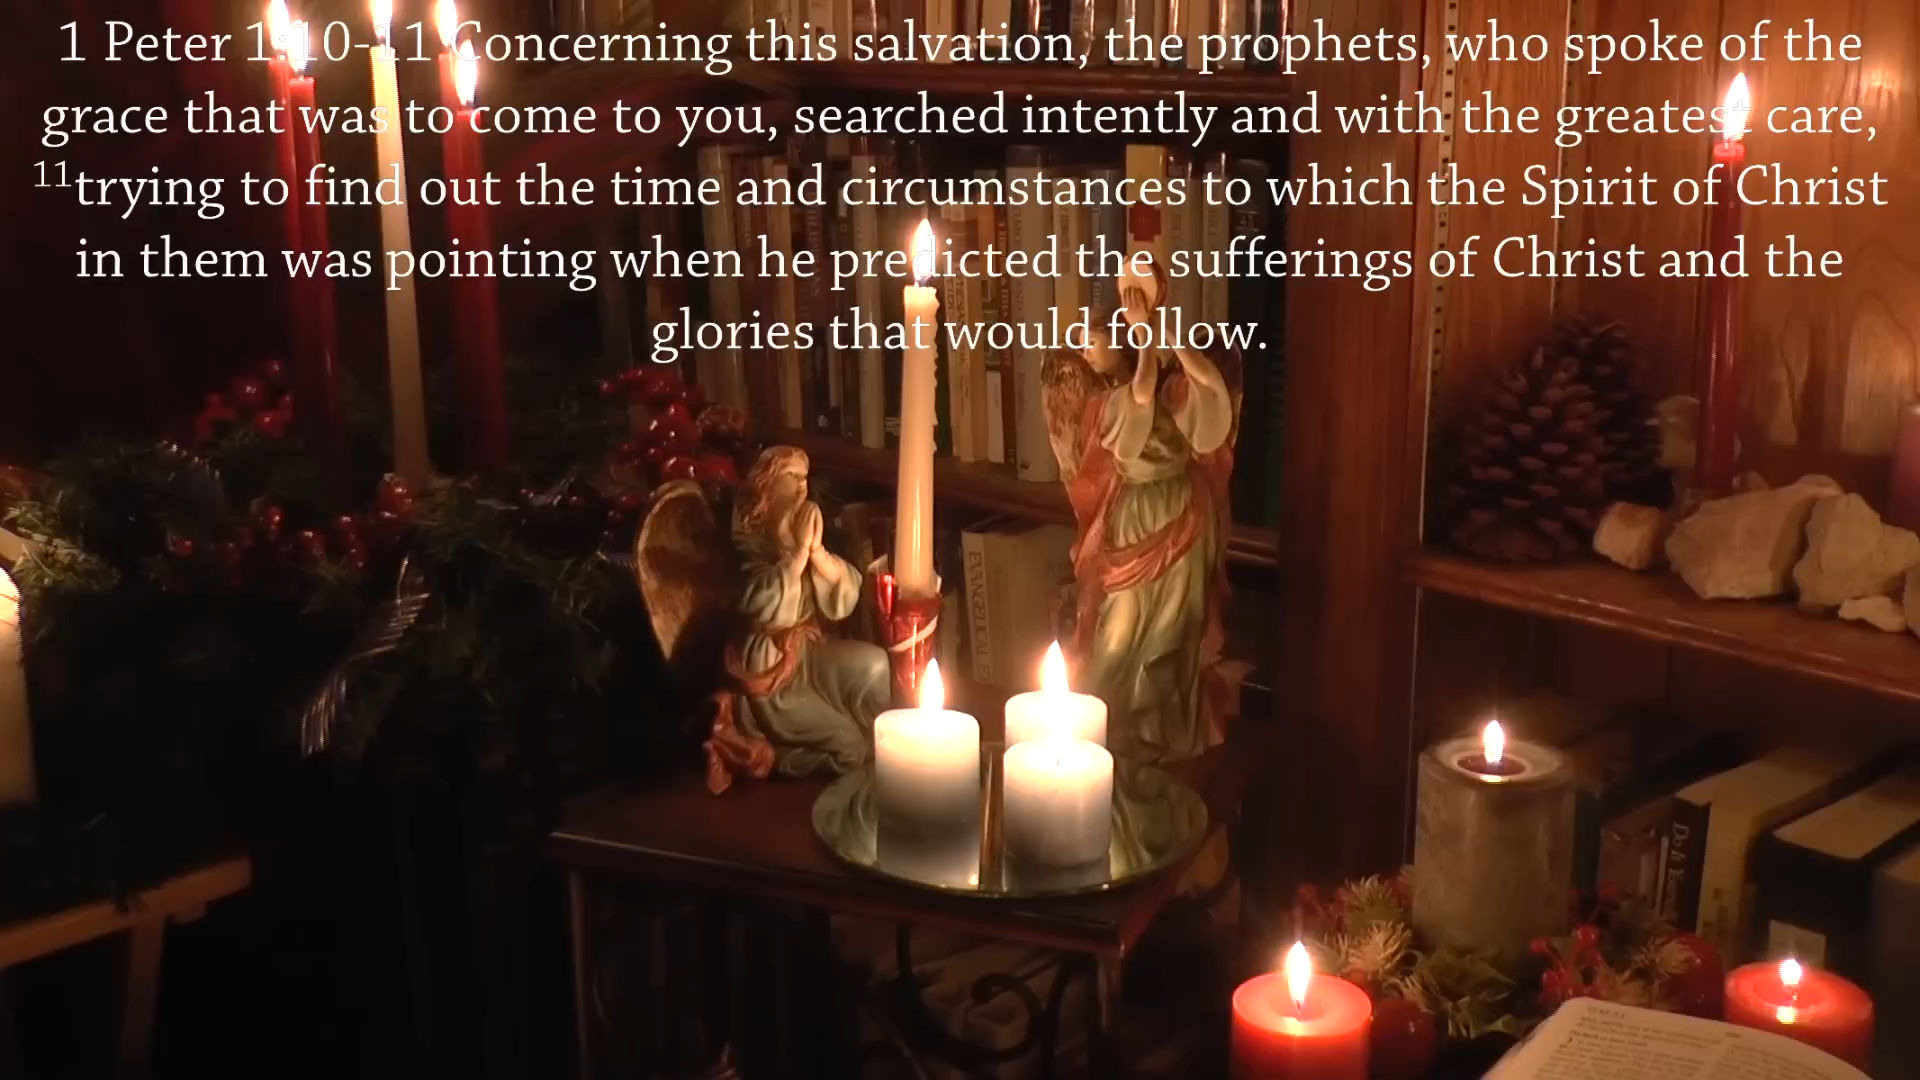 1 Peter 1:10-11 Concerning this salvation, the prophets, who spoke of the
grace that was to come to you, searched intently and with the greatest care,
¹¹trying to find out the time and circumstances to which the Spirit of Christ
in them was pointing when he predicted the sufferings of Christ and the
glories that would follow.
EVANGELICAL